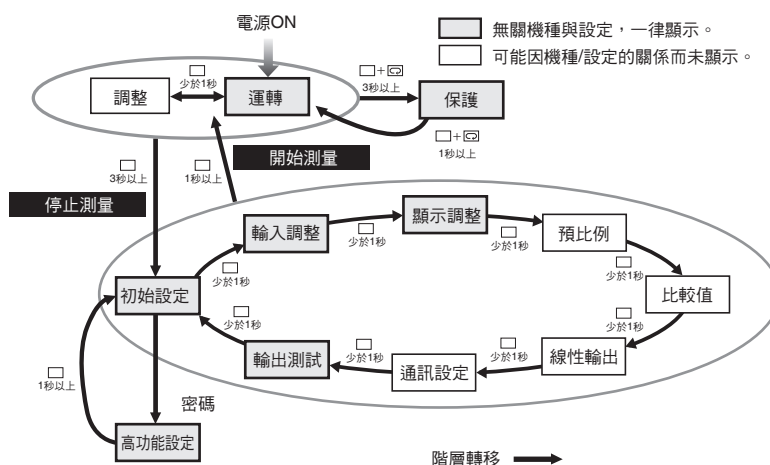 電源ON
無關機種與設定，一律顯示。
可能因機種/設定的關係而未顯示。
調整
少於1秒
運轉
3秒以上
保護
1秒以上
開始測量
3秒以上
1秒以上
停止測量
輸入調整
少於1秒
顯示調整
少於1秒
預比例
少於1秒
少於1秒
比較值
初始設定
少於1秒
少於1秒
少於1秒
輸出測試
少於1秒
通訊設定
線性輸出
1秒以上
密碼
高功能設定
階層轉移